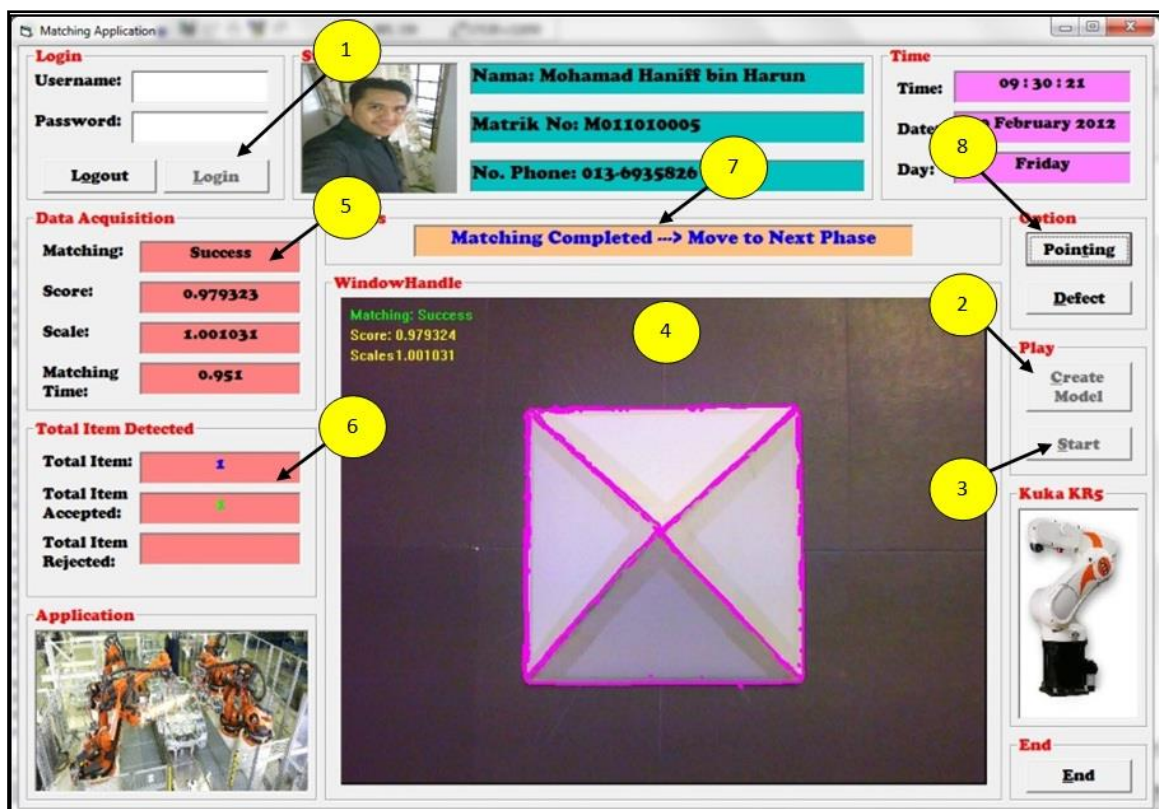 Matching Application
Login
Username:
Password:
Logout
Login
1
Nama: Mohamad Haniff bin Harun
Matrik No: M011010005
No. Phone: 013-6935826
7
Time
Time: 09 : 30 : 21
Date: February 2012
Day: Friday
8
Data Acquisition
5
Matching: Success
Score: 0.979323
Scale: 1.001031
Matching
Time: 0.951
Matching Completed ---> Move to Next Phase
Option
Pointing
Defect
WindowHandle
Matching: Success
Score: 0.979324
Scales 1.001031
4
2
Play
Create
Model
Start
3
Total Item Detected
6
Total Item: 1
Total Item
Accepted: 1
Total Item
Rejected:
Kuka KR5
Application
End
End